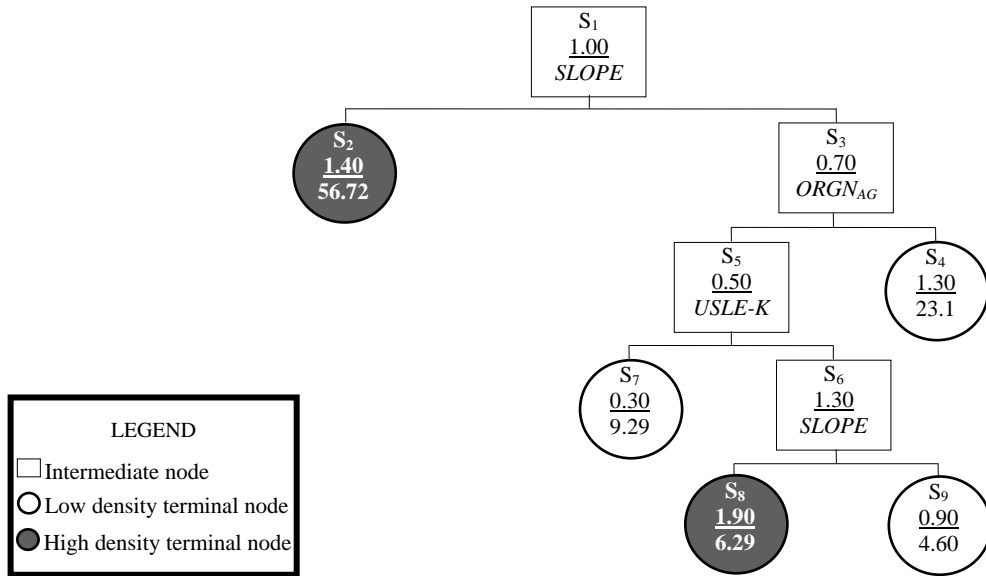 S₁
1.00
SLOPE
S₂
1.40
56.72
S₃
0.70
ORGN_AG
S₅
0.50
USLE-K
S₄
1.30
23.1
S₇
0.30
9.29
S₆
1.30
SLOPE
S₈
1.90
6.29
S₉
0.90
4.60
LEGEND
Intermediate node
Low density terminal node
High density terminal node